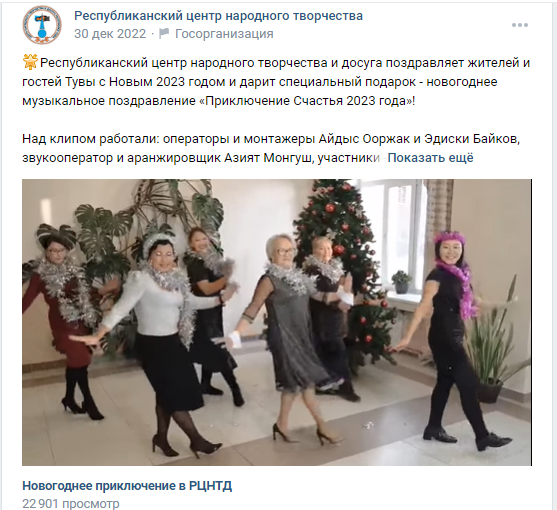 Республиканский центр народного творчества
30 дек 2022 · Госорганизация
🌟Республиканский центр народного творчества и досуга поздравляет жителей и
гостей Тувы с Новым 2023 годом и дарит специальный подарок - новогоднее
музыкальное поздравление «Приключение Счастья 2023 года»!
Над клипом работали: операторы и монтажеры Айдыс Ооржак и Эдиски Байков,
звукооператор и аранжировщик Азият Монгуш, участники Показать ещё
Новогоднее приключение в РЦНТД
22 901 просмотр